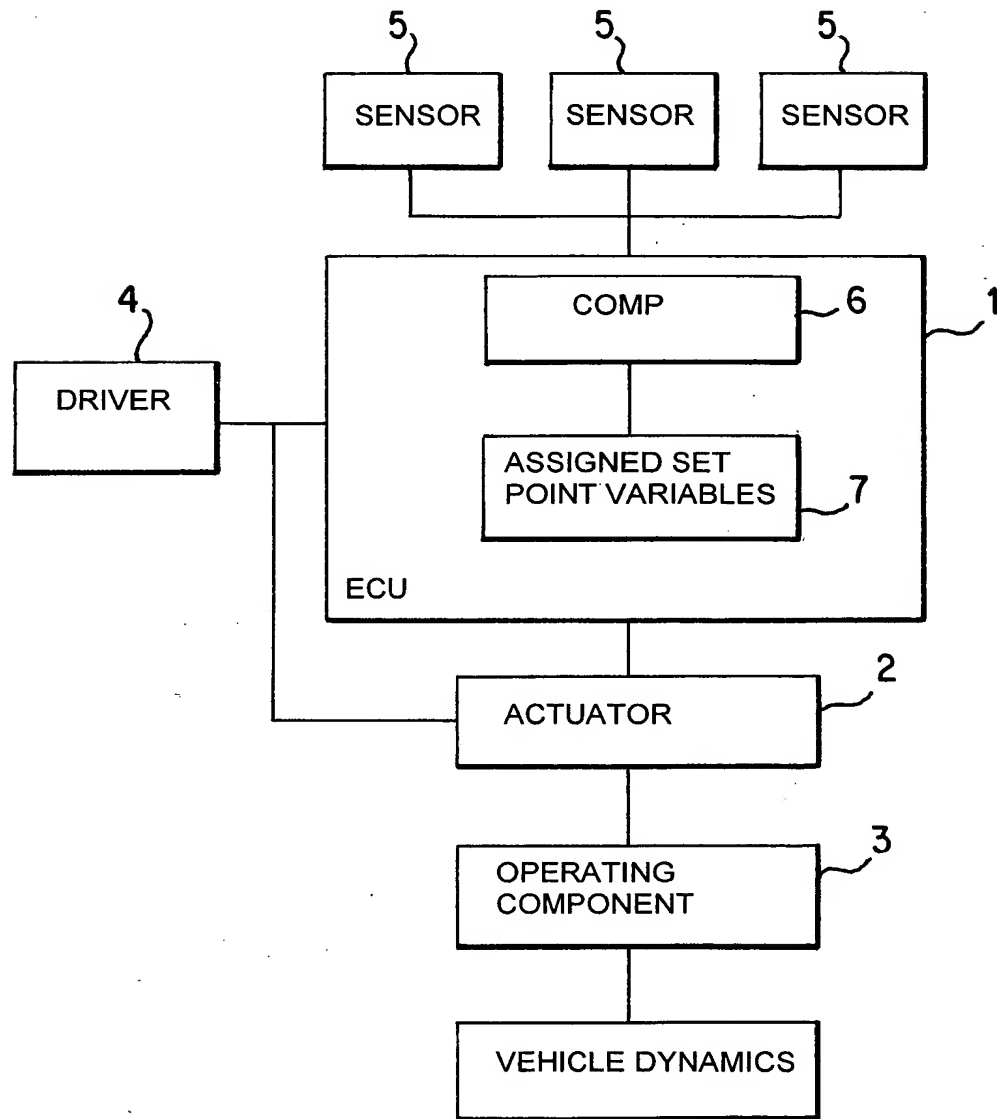 5 5 5
SENSOR SENSOR SENSOR
COMP 6 1
4
DRIVER
ASSIGNED SET
POINT VARIABLES 7
ECU
2
ACTUATOR
3
OPERATING
COMPONENT
VEHICLE DYNAMICS